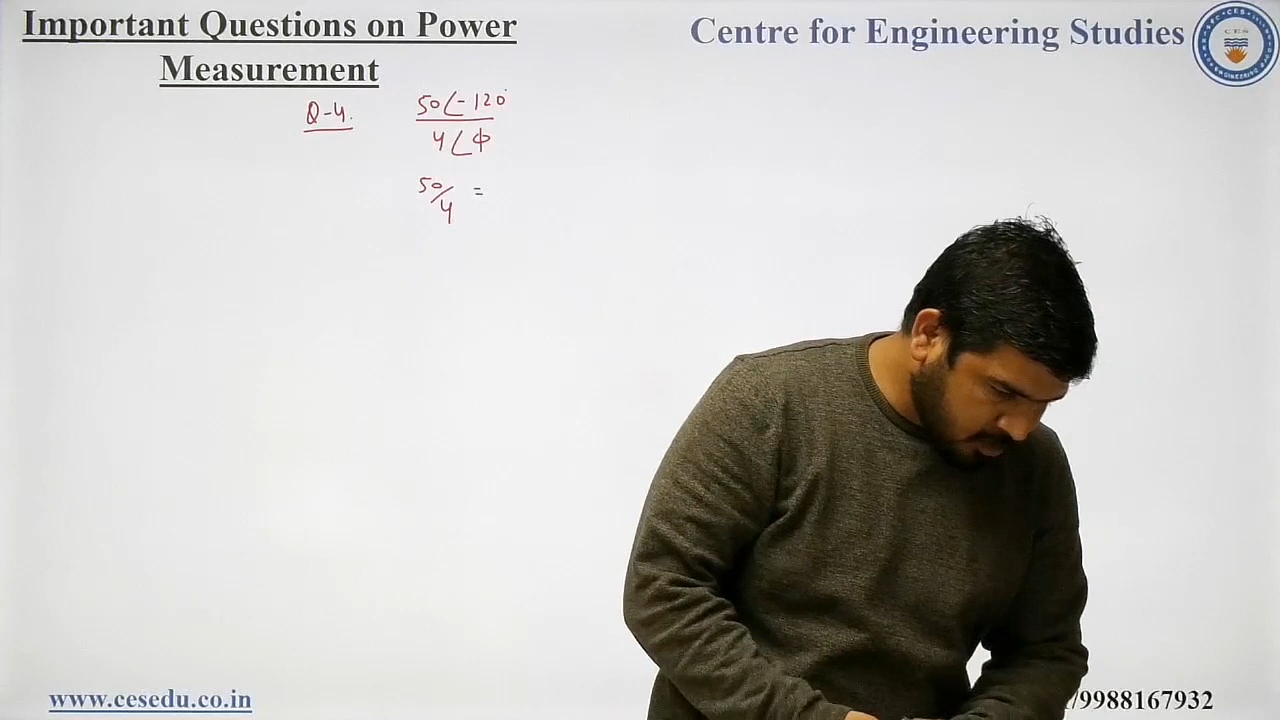 Important Questions on Power
Measurement
Centre for Engineering Studies
CES
Q-4.
50∠-120°
4∠φ
50/4 =
www.cesedu.co.in
/9988167932